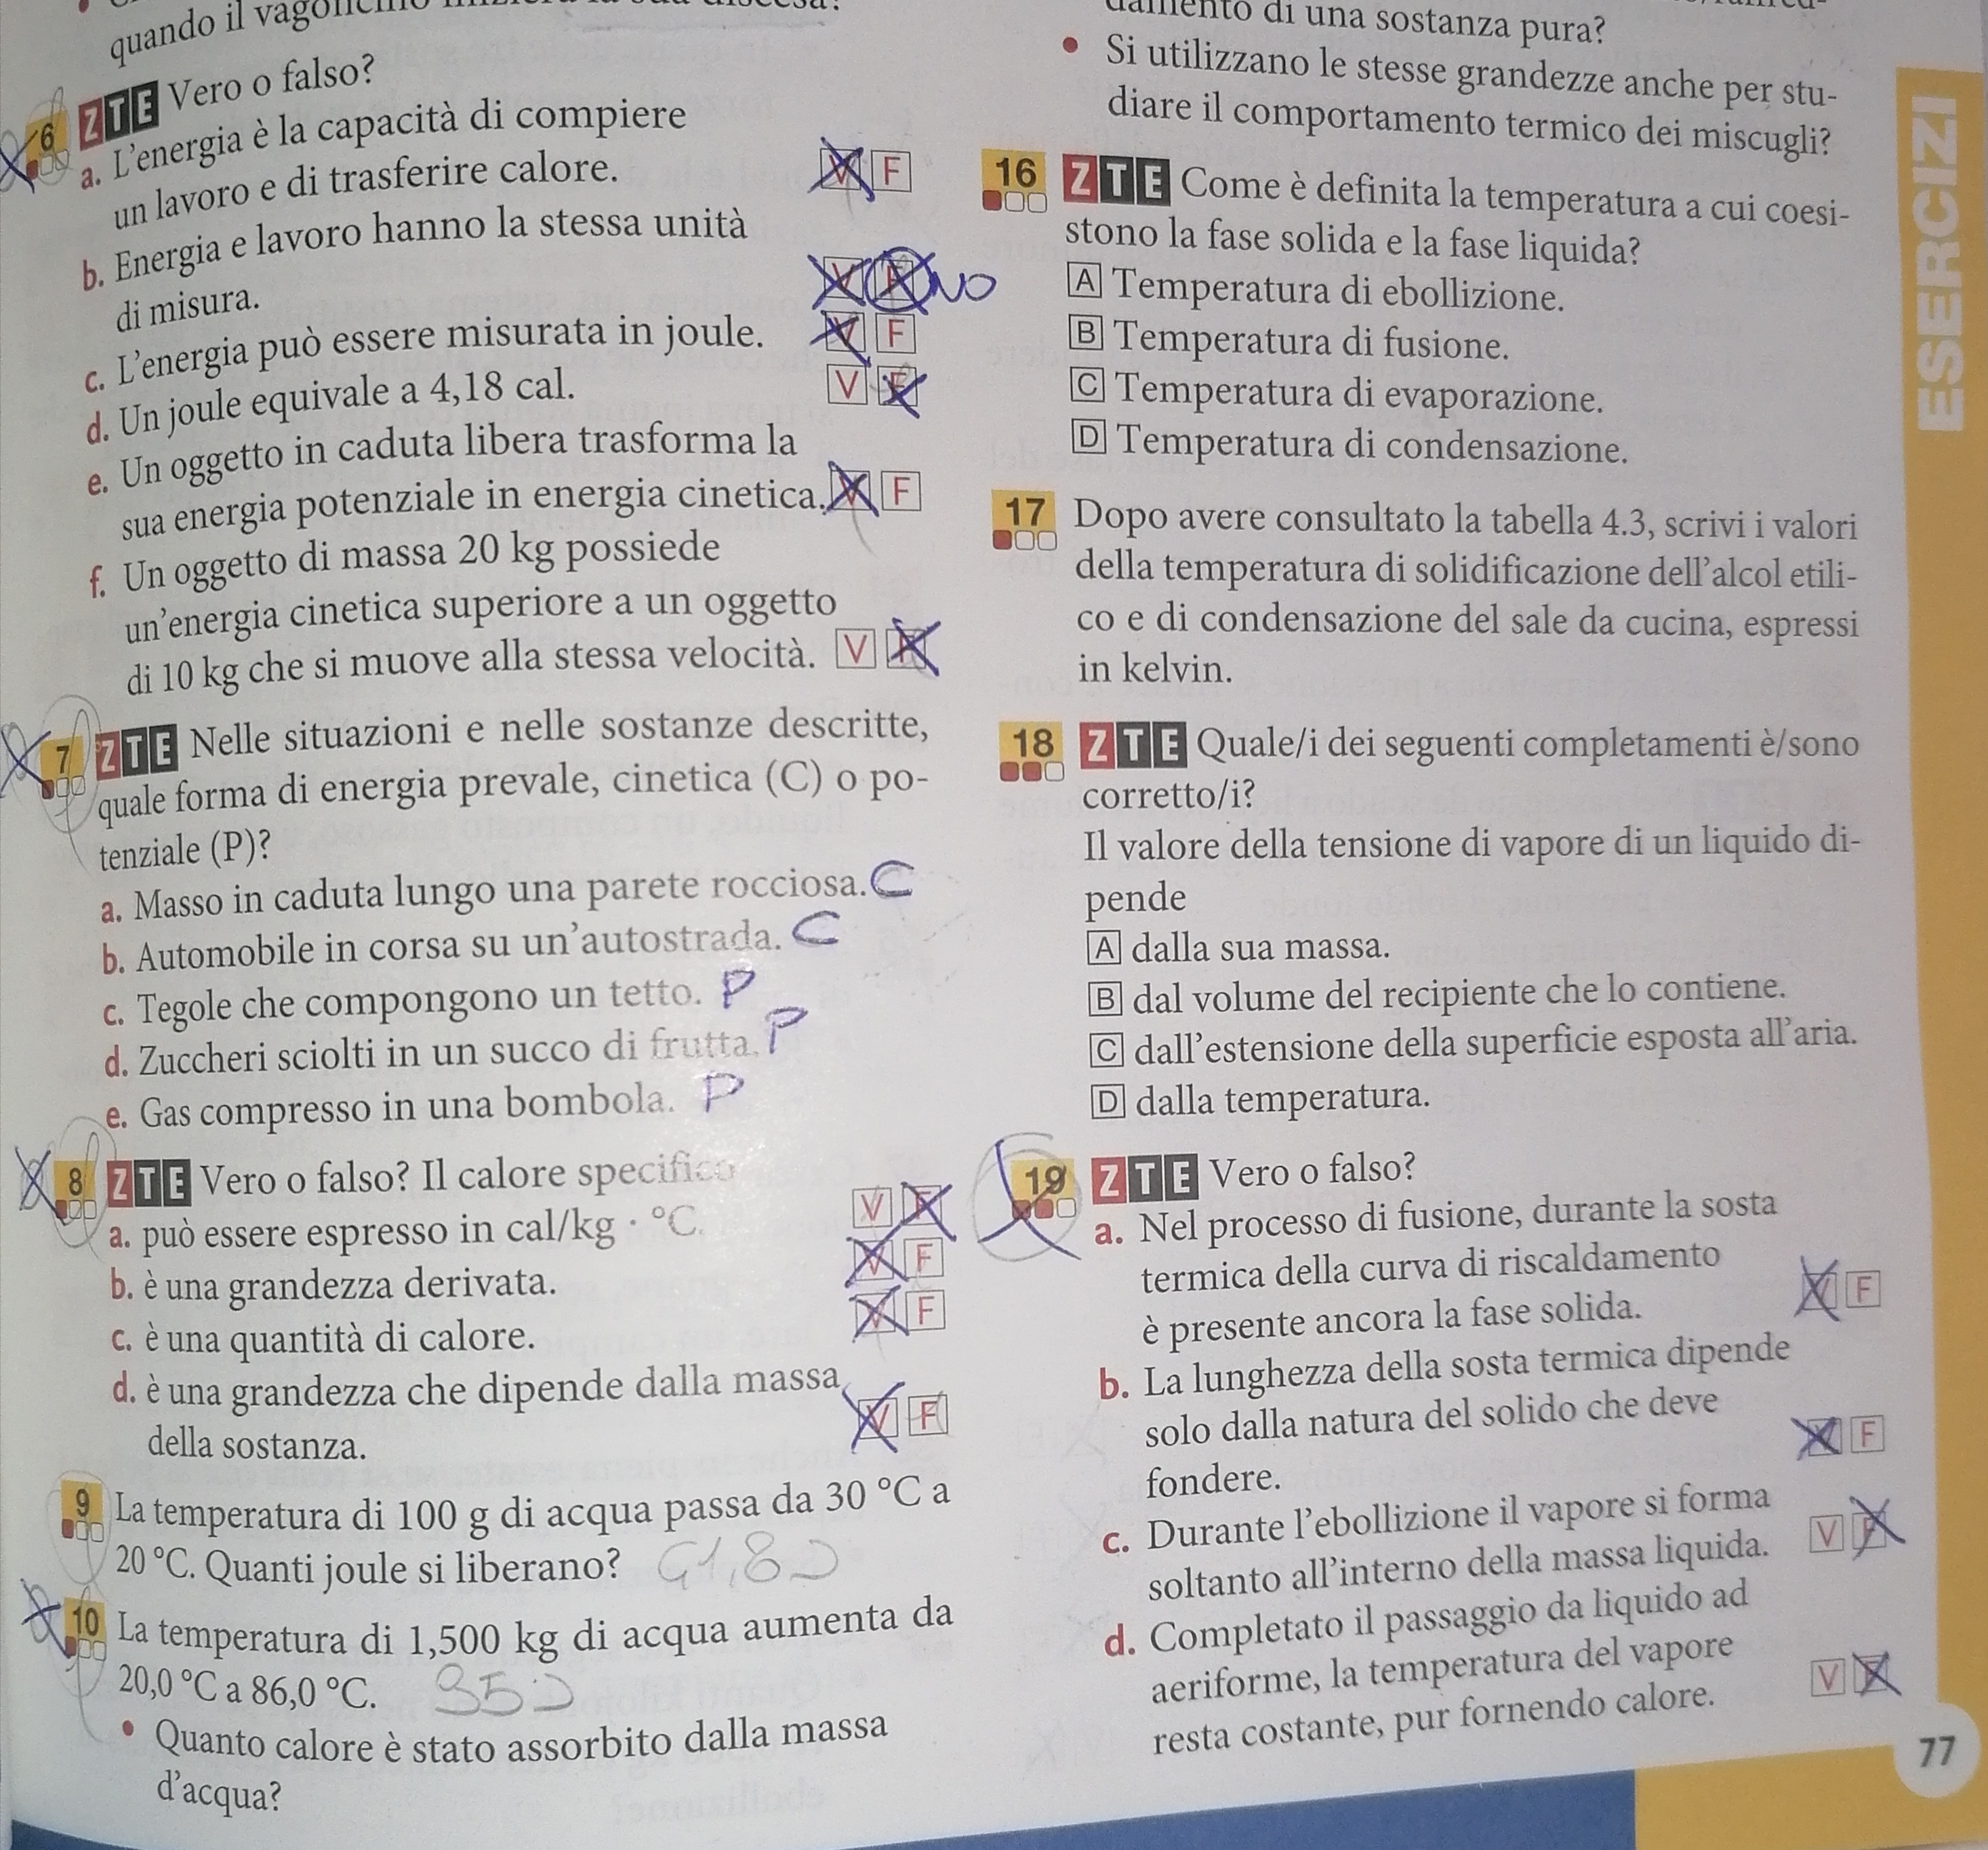 quando il
6 ZTE Vero o falso?
a. L'energia è la capacità di compiere
un lavoro e di trasferire calore. V F
b. Energia e lavoro hanno la stessa unità
di misura. V F NO
c. L'energia può essere misurata in joule. V F
d. Un joule equivale a 4,18 cal. V F
e. Un oggetto in caduta libera trasforma la
sua energia potenziale in energia cinetica. V F
f. Un oggetto di massa 20 kg possiede
un'energia cinetica superiore a un oggetto
di 10 kg che si muove alla stessa velocità. V F
7 ZTE Nelle situazioni e nelle sostanze descritte,
quale forma di energia prevale, cinetica (C) o po-
tenziale (P)?
a. Masso in caduta lungo una parete rocciosa. C
b. Automobile in corsa su un'autostrada. C
c. Tegole che compongono un tetto. P
d. Zuccheri sciolti in un succo di frutta. P
e. Gas compresso in una bombola. P
8 ZTE Vero o falso? Il calore specifico
a. può essere espresso in cal/kg · °C. V F
b. è una grandezza derivata. V F
c. è una quantità di calore. V F
d. è una grandezza che dipende dalla massa
della sostanza. V F
9 La temperatura di 100 g di acqua passa da 30 °C a
20 °C. Quanti joule si liberano?
10 La temperatura di 1,500 kg di acqua aumenta da
20,0 °C a 86,0 °C.
• Quanto calore è stato assorbito dalla massa
d'acqua?
di una sostanza pura?
• Si utilizzano le stesse grandezze anche per stu-
diare il comportamento termico dei miscugli?
16 ZTE Come è definita la temperatura a cui coesi-
stono la fase solida e la fase liquida?
A Temperatura di ebollizione.
B Temperatura di fusione.
C Temperatura di evaporazione.
D Temperatura di condensazione.
17 Dopo avere consultato la tabella 4.3, scrivi i valori
della temperatura di solidificazione dell'alcol etili-
co e di condensazione del sale da cucina, espressi
in kelvin.
18 ZTE Quale/i dei seguenti completamenti è/sono
corretto/i?
Il valore della tensione di vapore di un liquido di-
pende
A dalla sua massa.
B dal volume del recipiente che lo contiene.
C dall'estensione della superficie esposta all'aria.
D dalla temperatura.
19 ZTE Vero o falso?
a. Nel processo di fusione, durante la sosta
termica della curva di riscaldamento
è presente ancora la fase solida. V F
b. La lunghezza della sosta termica dipende
solo dalla natura del solido che deve
fondere. V F
c. Durante l'ebollizione il vapore si forma
soltanto all'interno della massa liquida. V F
d. Completato il passaggio da liquido ad
aeriforme, la temperatura del vapore
resta costante, pur fornendo calore. V F
ESERCIZI
77